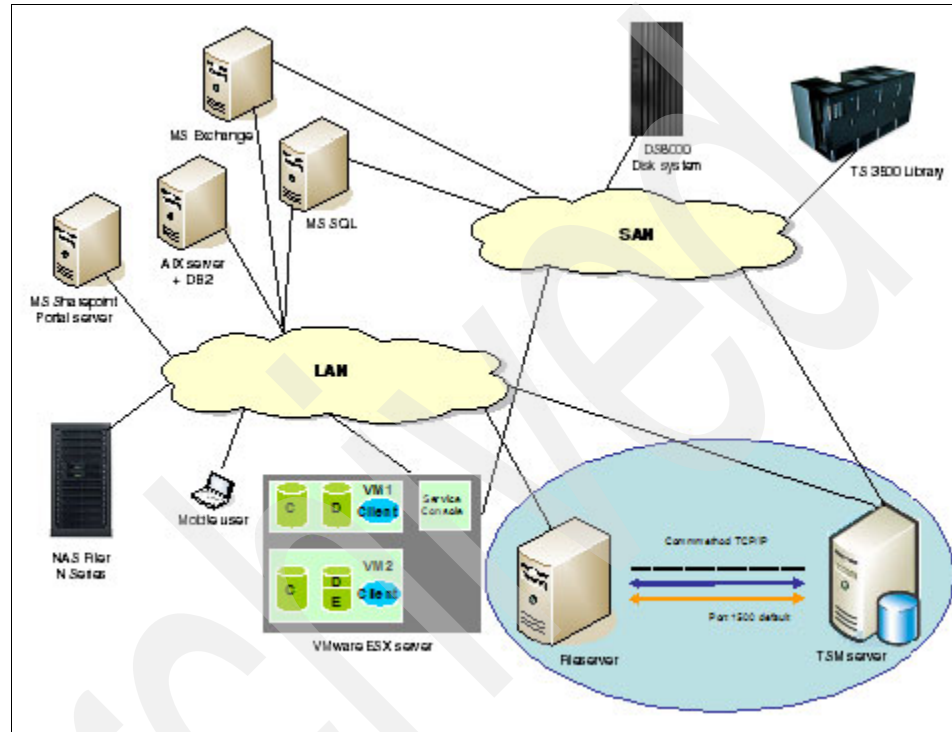 MS Exchange
DS8000
Disk system
TS 3500 Library
MS SQL
SAN
AIX server
+ DB2
MS Sharepoint
Portal server
LAN
NAS Filer
N Series
Mobile user
C
D
VM1
Client
Service
Console
C
D
E
VM2
Client
VMware ESX server
Commmethod TCP/IP
Port 1500 default
Fileserver
TSM server